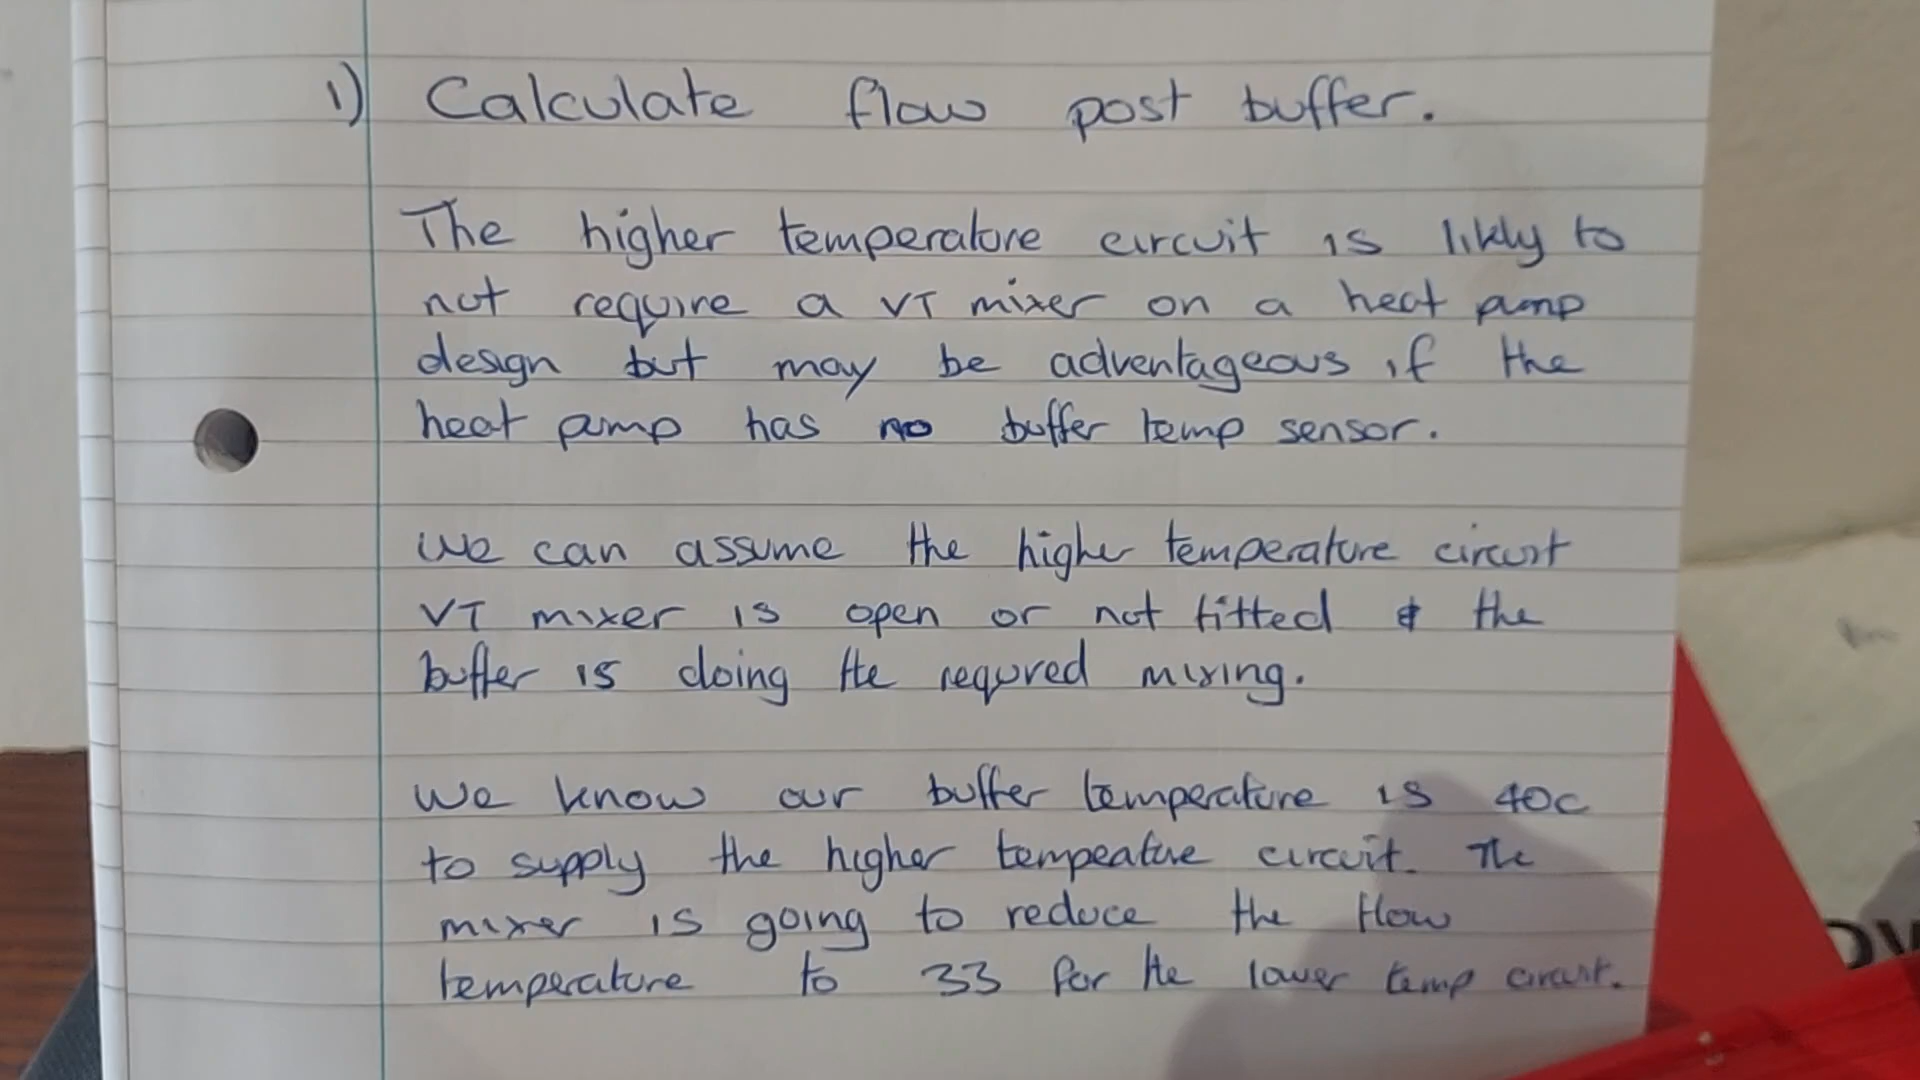 1) Calculate flow post buffer.
The higher temperature circuit is likly to
not require a VT mixer on a heat pump
design but may be adventageous if the
heat pump has no buffer temp sensor.
We can assume the higher temperature circuit
VT mixer is open or not fitted & the
buffer is doing the requred mixing.
We know our buffer temperature is 40c
to supply the higher tempeature circuit. The
mixer is going to reduce the flow
temperature to 33 for the lower temp circuit.